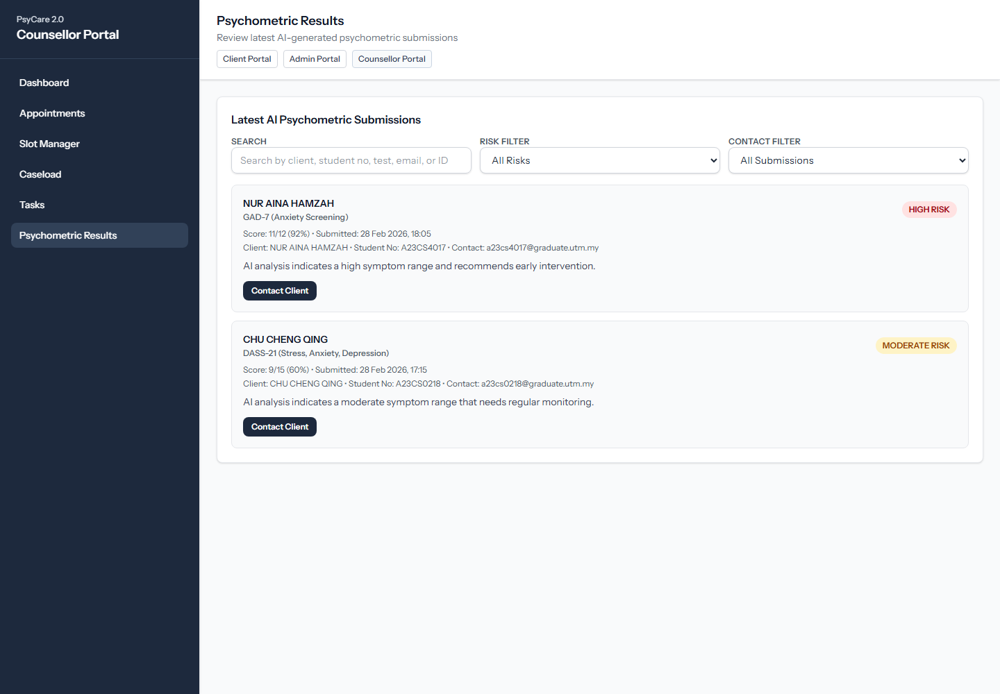 PsyCare 2.0
Counsellor Portal
Dashboard
Appointments
Slot Manager
Caseload
Tasks
Psychometric Results
Psychometric Results
Review latest AI-generated psychometric submissions
Client Portal
Admin Portal
Counsellor Portal
Latest AI Psychometric Submissions
SEARCH
Search by client, student no, test, email, or ID
RISK FILTER
All Risks
CONTACT FILTER
All Submissions
NUR AINA HAMZAH
HIGH RISK
GAD-7 (Anxiety Screening)
Score: 11/12 (92%) • Submitted: 28 Feb 2026, 18:05
Client: NUR AINA HAMZAH • Student No: A23CS4017 • Contact: a23cs4017@graduate.utm.my
AI analysis indicates a high symptom range and recommends early intervention.
Contact Client
CHU CHENG QING
MODERATE RISK
DASS-21 (Stress, Anxiety, Depression)
Score: 9/15 (60%) • Submitted: 28 Feb 2026, 17:15
Client: CHU CHENG QING • Student No: A23CS0218 • Contact: a23cs0218@graduate.utm.my
AI analysis indicates a moderate symptom range that needs regular monitoring.
Contact Client